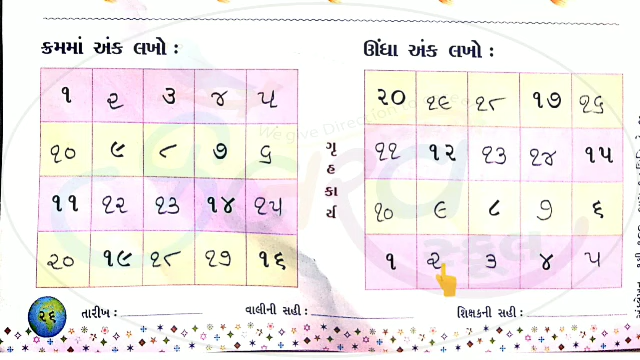 ક્રમમાં અંક લખો :
૧ ૨ ૩ ૪ ૫
૧૦ ૯ ૮ ૭ ૬
૧૧ ૧૨ ૧૩ ૧૪ ૧૫
૨૦ ૧૯ ૧૮ ૧૭ ૧૬
ગૃહકાર્ય
ઊંધા અંક લખો :
૨૦ ૧૯ ૧૮ ૧૭ ૧૬
૧૧ ૧૨ ૧૩ ૧૪ ૧૫
૧૦ ૯ ૮ ૭ ૬
૧ ૨ ૩ ૪ ૫
૨૬ તારીખ : વાલીની સહી : શિક્ષકની સહી :